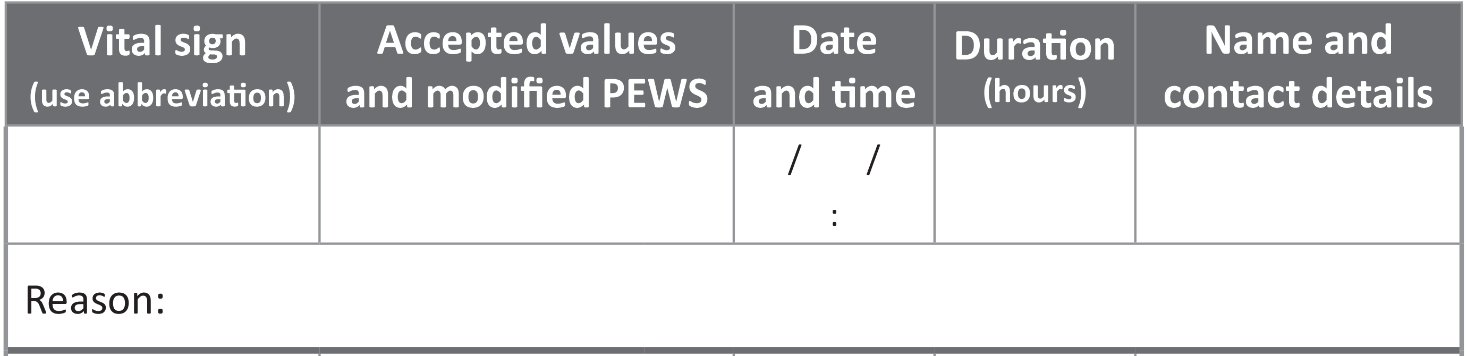 Vital sign
(use abbreviation)
Accepted values
and modified PEWS
Date
and time
Duration
(hours)
Name and
contact details
/ /
:
Reason: